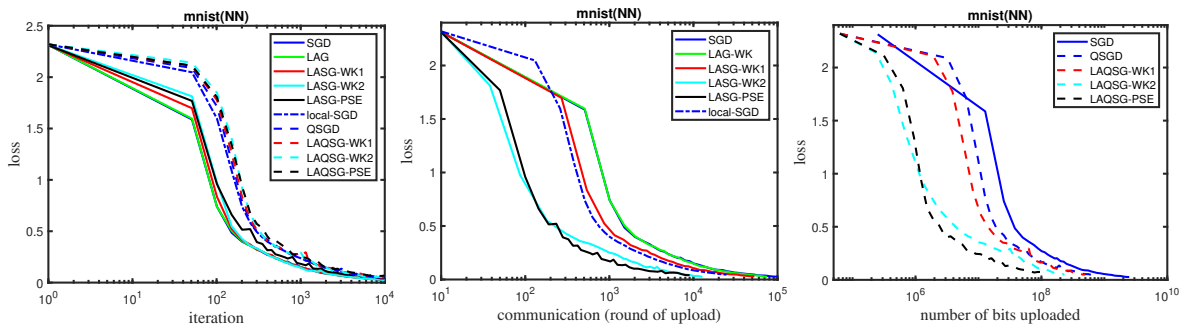 mnist(NN)
2.5
2
1.5
1
0.5
0
loss
SGD
LAG
LASG-WK1
LASG-WK2
LASG-PSE
local-SGD
QSGD
LAQSG-WK1
LAQSG-WK2
LAQSG-PSE
10^0 10^1 10^2 10^3 10^4
iteration
mnist(NN)
2
1.5
1
0.5
0
loss
SGD
LAG-WK
LASG-WK1
LASG-WK2
LASG-PSE
local-SGD
10^1 10^2 10^3 10^4 10^5
communication (round of upload)
mnist(NN)
2
1.5
1
0.5
0
loss
SGD
QSGD
LAQSG-WK1
LAQSG-WK2
LAQSG-PSE
10^6 10^8 10^10
number of bits uploaded